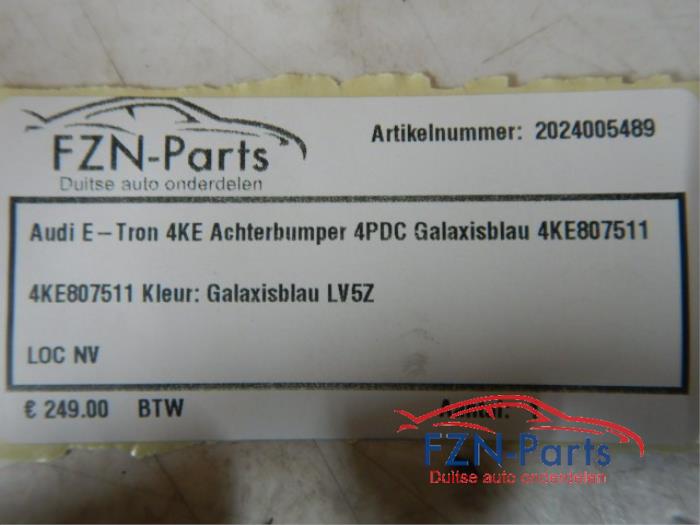 FZN-Parts
Duitse auto onderdelen
Artikelnummer: 2024005489
Audi E-Tron 4KE Achterbumper 4PDC Galaxisblau 4KE807511
4KE807511 Kleur: Galaxisblau LV5Z
LOC NV
€ 249.00 BTW
FZN-Parts
Duitse auto onderdelen